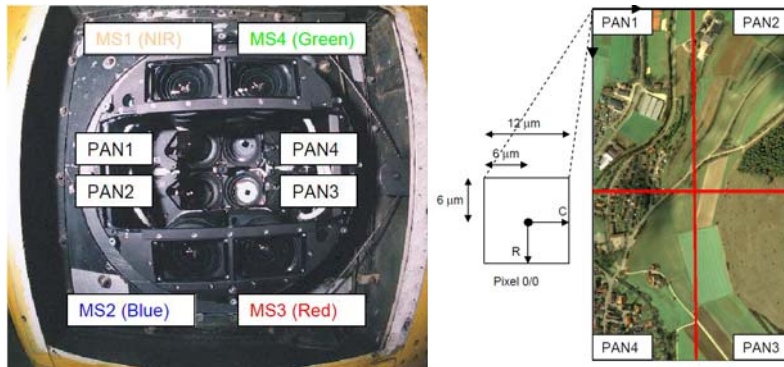 MS1 (NIR)
MS4 (Green)
PAN1
PAN4
PAN2
PAN3
MS2 (Blue)
MS3 (Red)
12 µm
6 µm
6 µm
C
R
Pixel 0/0
PAN1
PAN2
PAN4
PAN3